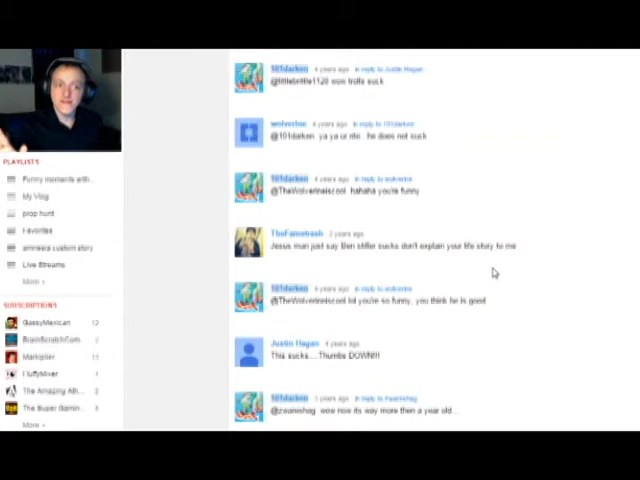 101darken 4 years ago in reply to Justin Hagan
@littlebrittle1120 wow trolls suck
wolverine 4 years ago in reply to 101darken
@101darken ya ya ur nto he does not suck
101darken 4 years ago in reply to wolverine
@TheWolverineiscool hahaha you're funny
TheFametrash 2 years ago
Jesus man just say Ben stiller sucks don't explain your life story to me
101darken 4 years ago in reply to wolverine
@TheWolverineiscool lol you're so funny, you think he is good
Justin Hagan 4 years ago
This sucks....Thumbs DOWN!!!
101darken 3 years ago in reply to
wow now its way more then a year old...
PLAYLISTS
Funny moments with...
My Vlog
prop hunt
Favorites
amnesia custom story
Live Streams
More
SUBSCRIPTIONS
GassyMexican 12
BrainScratchCom...
Markiplier 11
FluffyMixer 1
The Amazing Ath...
The Super Gamin...
More